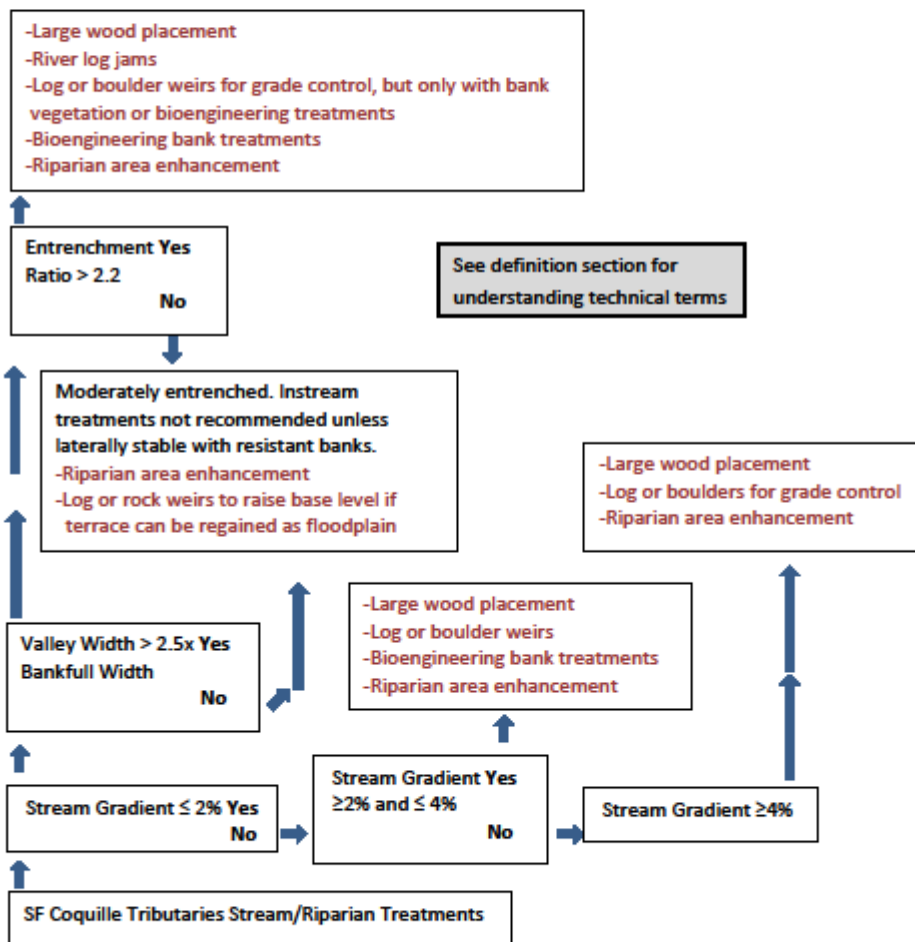 -Large wood placement
-River log jams
-Log or boulder weirs for grade control, but only with bank
vegetation or bioengineering treatments
-Bioengineering bank treatments
-Riparian area enhancement
Entrenchment Yes
Ratio > 2.2
No
See definition section for
understanding technical terms
Moderately entrenched. Instream
treatments not recommended unless
laterally stable with resistant banks.
-Riparian area enhancement
-Log or rock weirs to raise base level if
terrace can be regained as floodplain
-Large wood placement
-Log or boulders for grade control
-Riparian area enhancement
-Large wood placement
-Log or boulder weirs
-Bioengineering bank treatments
-Riparian area enhancement
Valley Width > 2.5x Yes
Bankfull Width
No
Stream Gradient ≤ 2% Yes
No
Stream Gradient Yes
≥2% and ≤ 4%
No
Stream Gradient ≥4%
SF Coquille Tributaries Stream/Riparian Treatments